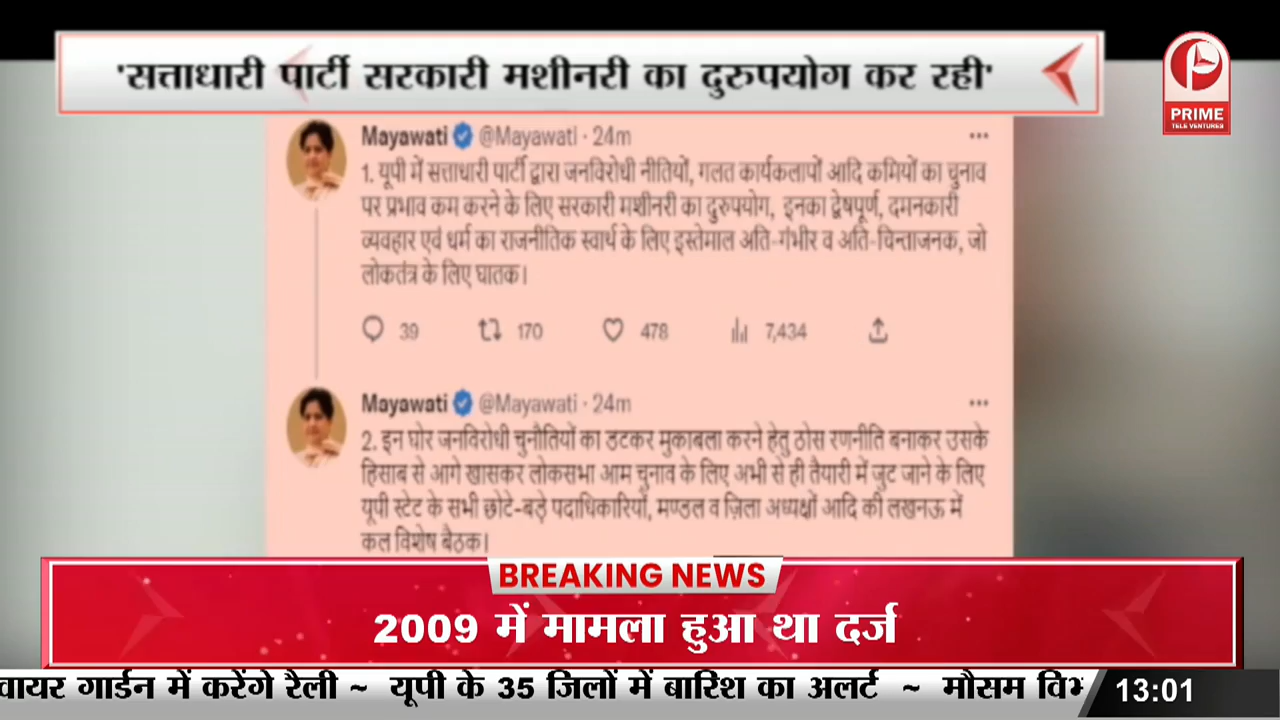 'सत्ताधारी पार्टी सरकारी मशीनरी का दुरुपयोग कर रही'
PRIME
TELE VENTURES
Mayawati @Mayawati · 24m
1. यूपी में सत्ताधारी पार्टी द्वारा जनविरोधी नीतियों, गलत कार्यकलापों आदि कमियों का चुनाव
पर प्रभाव कम करने के लिए सरकारी मशीनरी का दुरुपयोग, इनका द्वेषपूर्ण, दमनकारी
व्यवहार एवं धर्म का राजनीतिक स्वार्थ के लिए इस्तेमाल अति-गंभीर व अति-चिन्ताजनक, जो
लोकतंत्र के लिए घातक।
39 170 478 7,434
Mayawati @Mayawati · 24m
2. इन घोर जनविरोधी चुनौतियों का डटकर मुकाबला करने हेतु ठोस रणनीति बनाकर उसके
हिसाब से आगे खासकर लोकसभा आम चुनाव के लिए अभी से ही तैयारी में जुट जाने के लिए
यूपी स्टेट के सभी छोटे-बड़े पदाधिकारियों, मण्डल व ज़िला अध्यक्षों आदि की लखनऊ में
कल विशेष बैठक।
BREAKING NEWS
2009 में मामला हुआ था दर्ज
वायर गार्डन में करेंगे रैली ~ यूपी के 35 जिलों में बारिश का अलर्ट ~ मौसम विभ
13:01